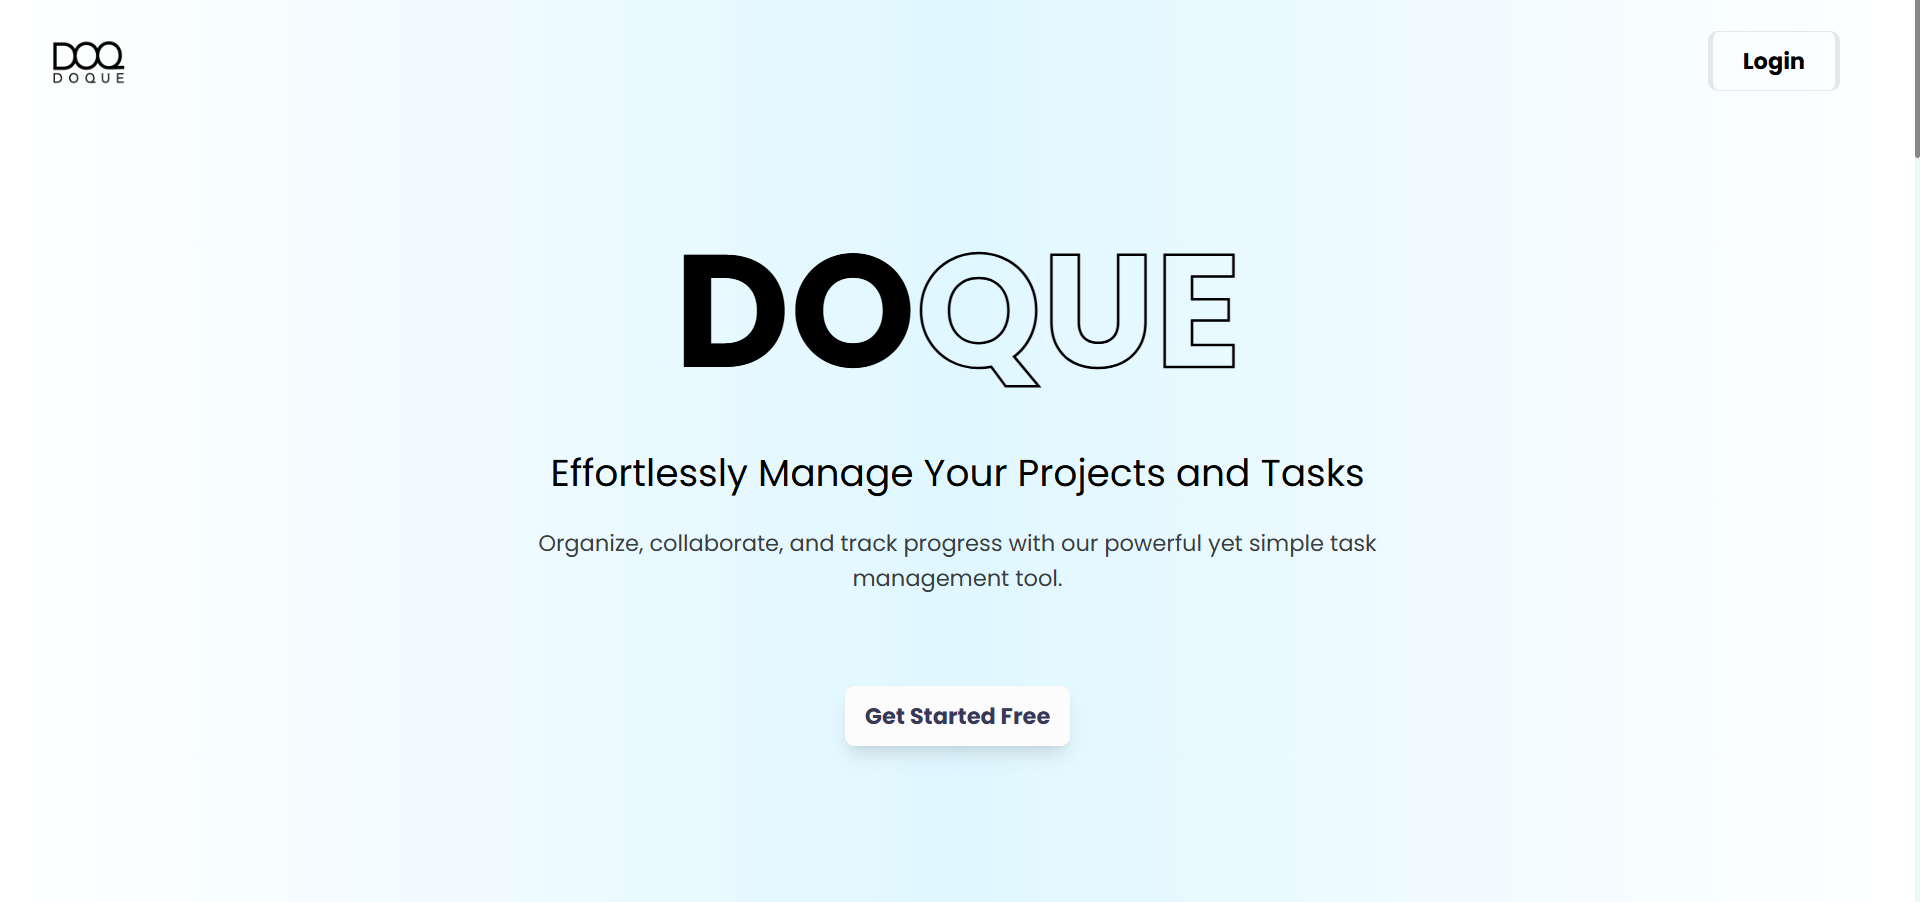 DOQ
DOQUE
Login
DOQUE
Effortlessly Manage Your Projects and Tasks
Organize, collaborate, and track progress with our powerful yet simple task
management tool.
Get Started Free